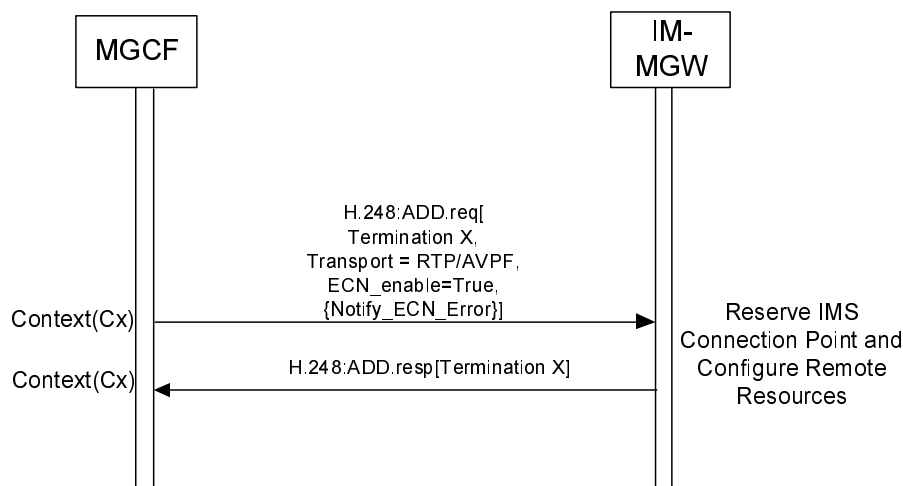 MGCF
IM-
MGW
H.248:ADD.req[
Termination X,
Transport = RTP/AVPF,
ECN_enable=True,
{Notify_ECN_Error}]
Context(Cx)
Reserve IMS
Connection Point and
Configure Remote
Resources
H.248:ADD.resp[Termination X]
Context(Cx)